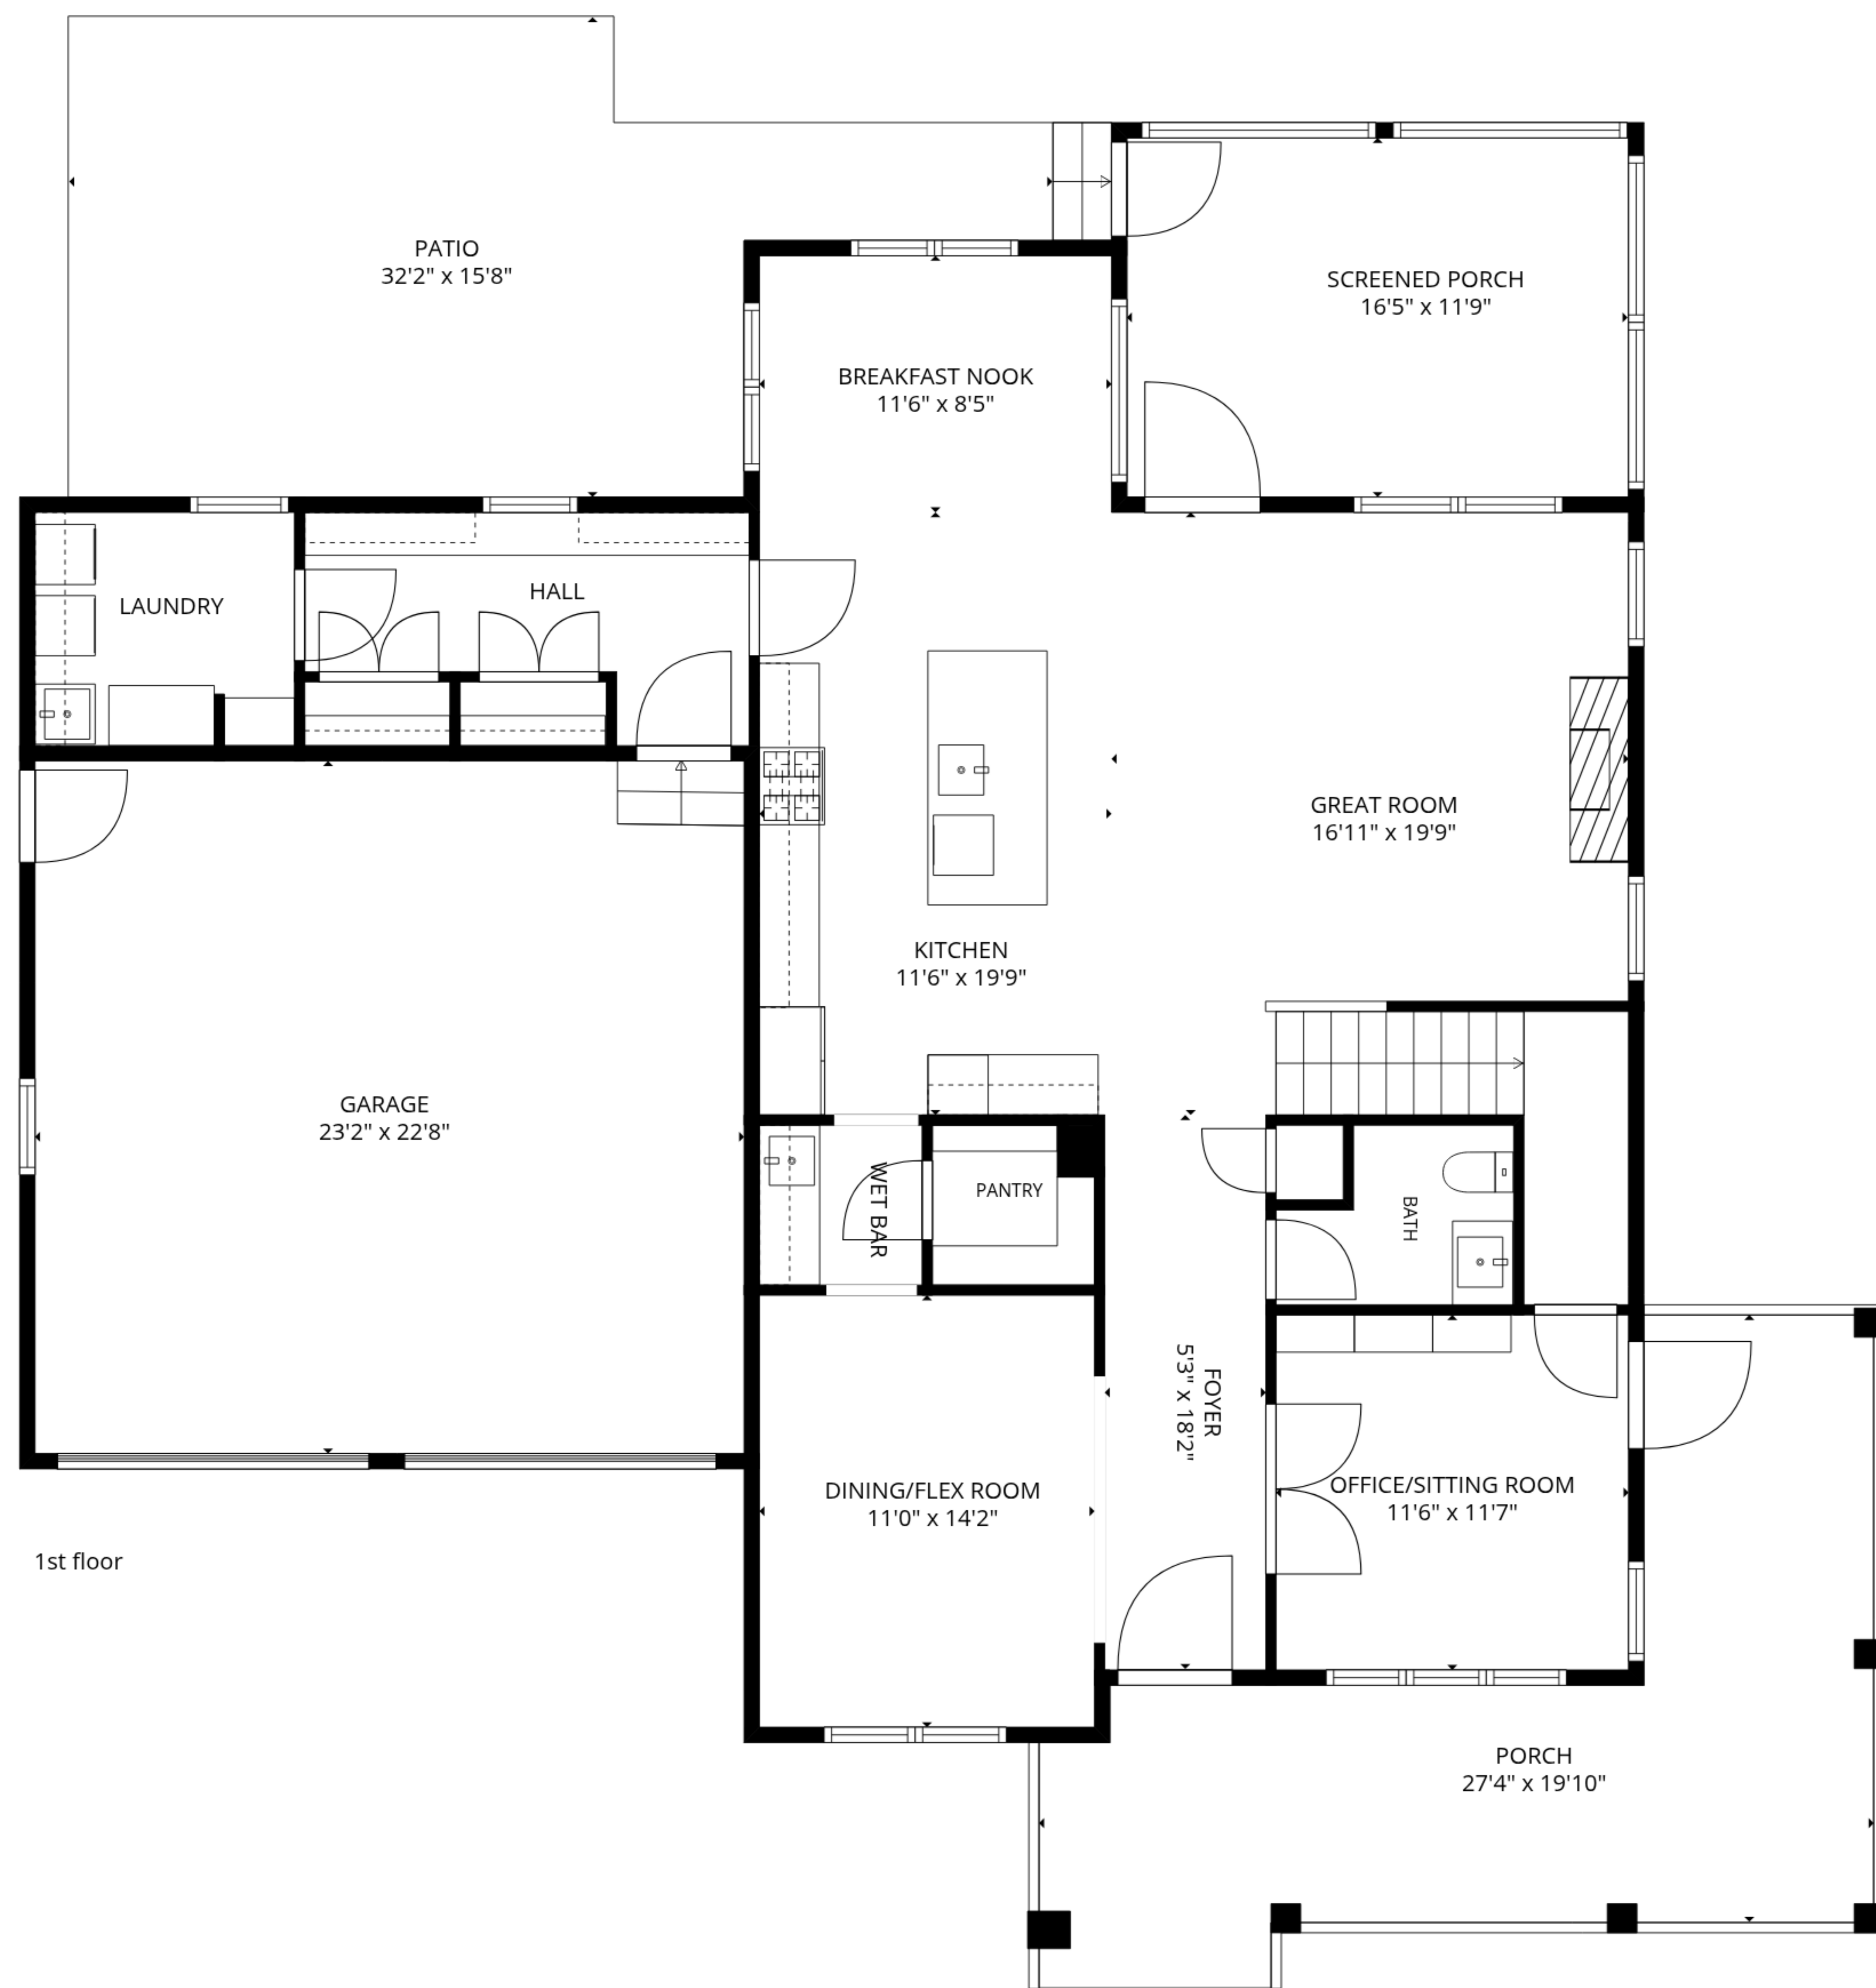 PATIO
32'2" x 15'8"
SCREENED PORCH
16'5" x 11'9"
BREAKFAST NOOK
11'6" x 8'5"
LAUNDRY
HALL
GREAT ROOM
16'11" x 19'9"
KITCHEN
11'6" x 19'9"
GARAGE
23'2" x 22'8"
WET BAR
PANTRY
BATH
FOYER
5'3" x 18'2"
DINING/FLEX ROOM
11'0" x 14'2"
OFFICE/SITTING ROOM
11'6" x 11'7"
1st floor
PORCH
27'4" x 19'10"